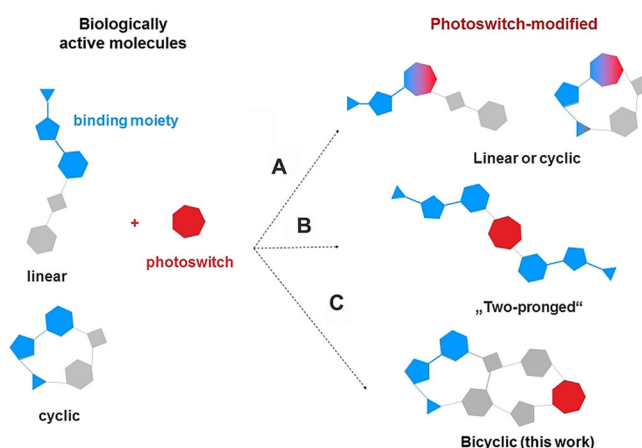 Biologically
active molecules
binding moiety
linear
+
photoswitch
cyclic
A
B
C
Photoswitch-modified
Linear or cyclic
„Two-pronged“
Bicyclic (this work)